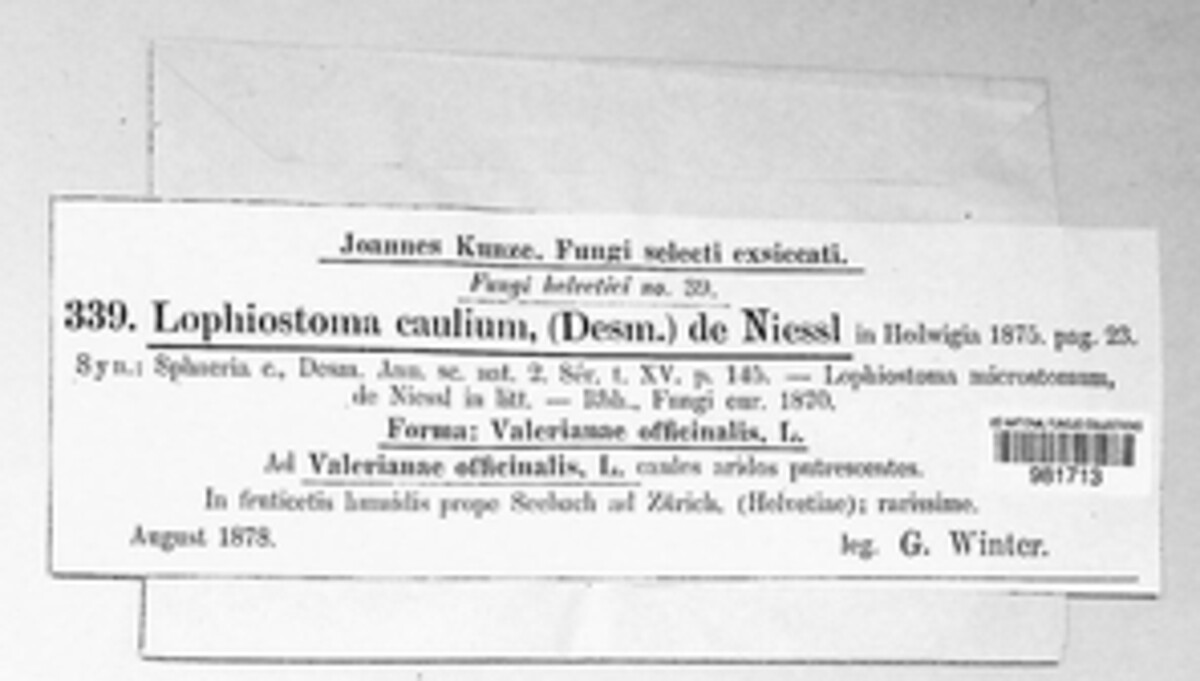 Joannes Kunze. Fungi selecti exsiccati.
Fungi helvetici no. 39.
339. Lophiostoma caulium, (Desm.) de Niessl in Hedwigia 1875. pag. 23.
Syn.: Sphaeria c., Desm. Ann. sc. nat. 2. Sér. t. XV. p. 145. — Lophiostoma microstomum,
de Niessl in litt. — Rbh., Fungi eur. 1870.
Forma: Valerianae officinalis, L.
Ad Valerianae officinalis, L. caules aridos putrescentes.
In fruticetis humidis prope Seebach ad Zürich, (Helvetiae); rarissime.
August 1878.
leg. G. Winter.
981713